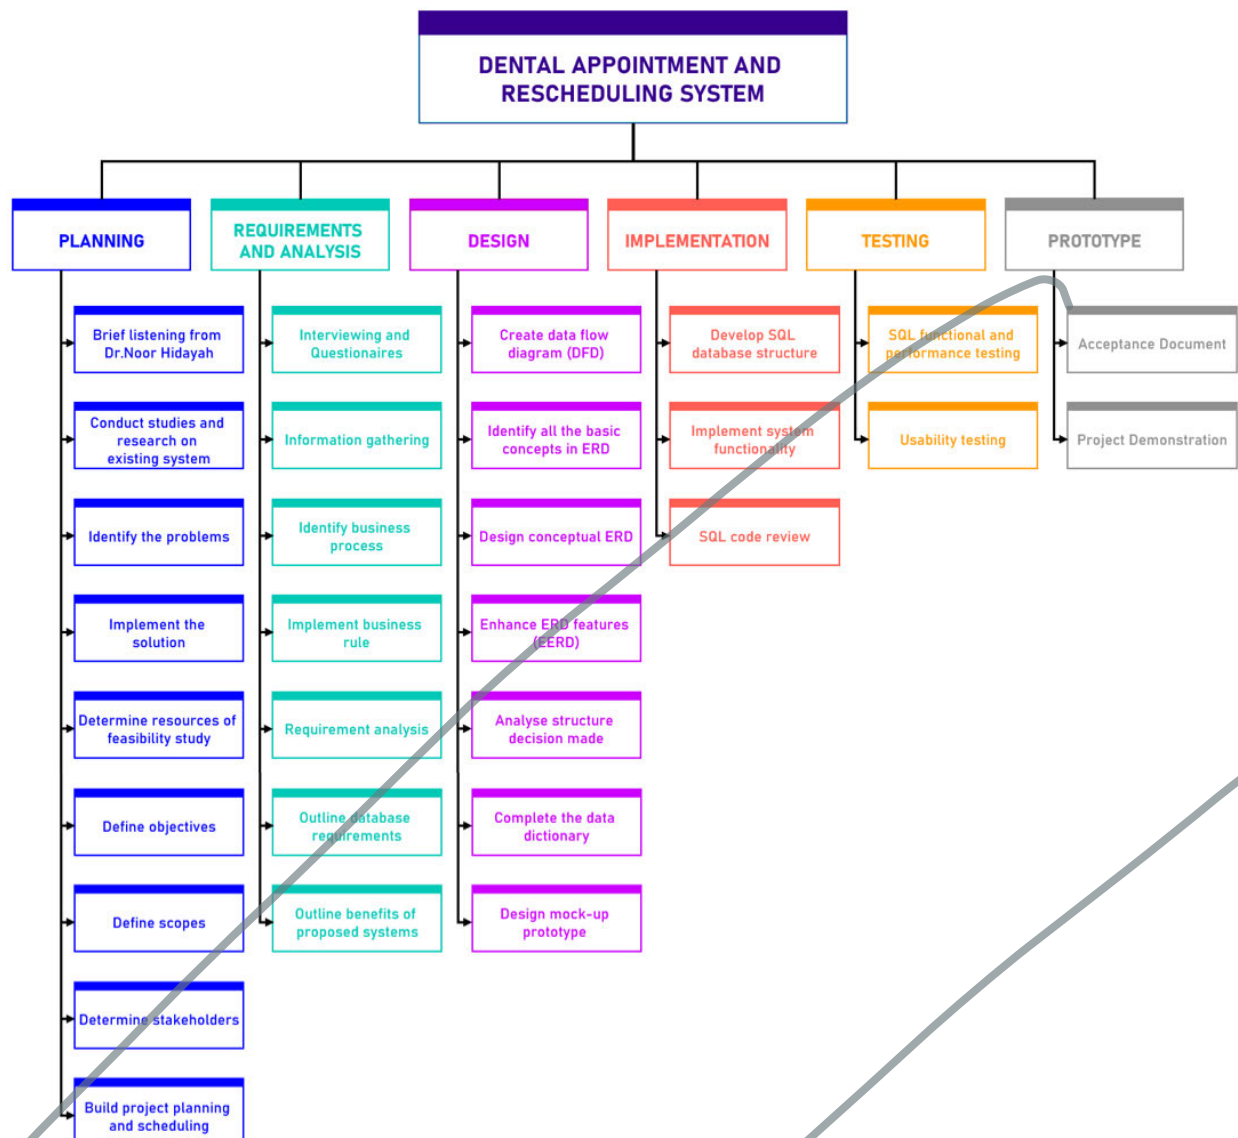 DENTAL APPOINTMENT AND
RESCHEDULING SYSTEM
PLANNING
Brief listening from
Dr.Noor Hidayah
Conduct studies and
research on
existing system
Identify the problems
Implement the
solution
Determine resources of
feasibility study
Define objectives
Define scopes
Determine stakeholders
Build project planning
and scheduling
REQUIREMENTS
AND ANALYSIS
Interviewing and
Questionaires
Information gathering
Identify business
process
Implement business
rule
Requirement analysis
Outline database
requirements
Outline benefits of
proposed systems
DESIGN
Create data flow
diagram (DFD)
Identify all the basic
concepts in ERD
Design conceptual ERD
Enhance ERD features
(EERD)
Analyse structure
decision made
Complete the data
dictionary
Design mock-up
prototype
IMPLEMENTATION
Develop SQL
database structure
Implement system
functionality
SQL code review
TESTING
SQL functional and
performance testing
Usability testing
PROTOTYPE
Acceptance Document
Project Demonstration